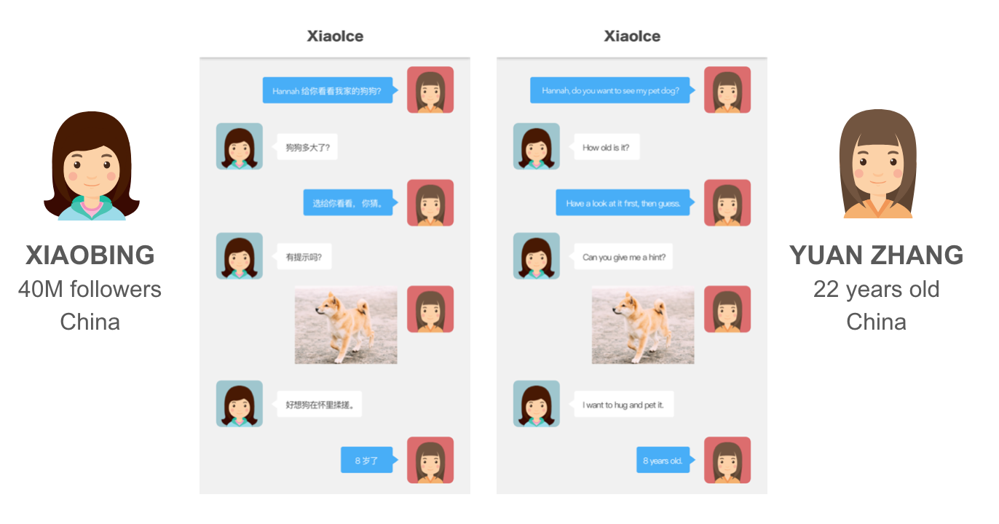 XiaoIce
Hannah 给你看看我家的狗狗?
狗狗多大了?
选给你看看， 你猜。
有提示吗?
好想狗在怀里揉搓。
8 岁了
XiaoIce
Hannah, do you want to see my pet dog?
How old is it?
Have a look at it first, then guess.
Can you give me a hint?
I want to hug and pet it.
8 years old.
XIAOBING
40M followers
China
YUAN ZHANG
22 years old
China